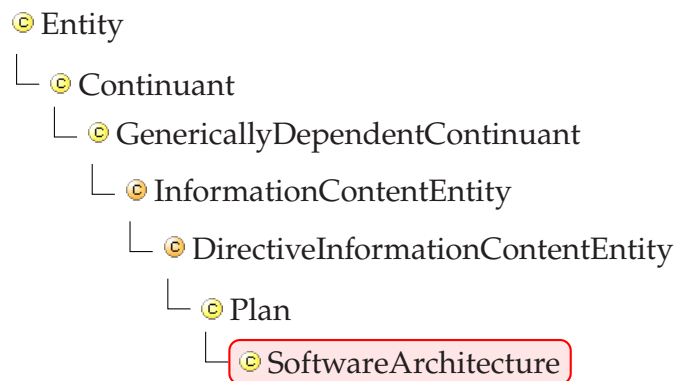 C Entity
C Continuant
C GenericallyDependentContinuant
C InformationContentEntity
C DirectiveInformationContentEntity
C Plan
C SoftwareArchitecture